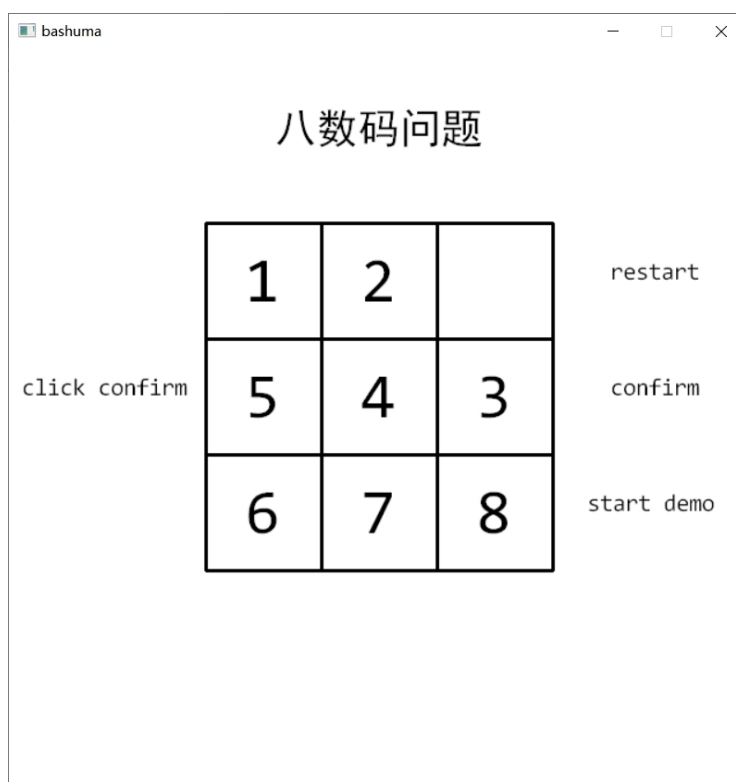 bashuma
八数码问题
1 2
restart
click confirm
5 4 3
confirm
6 7 8
start demo